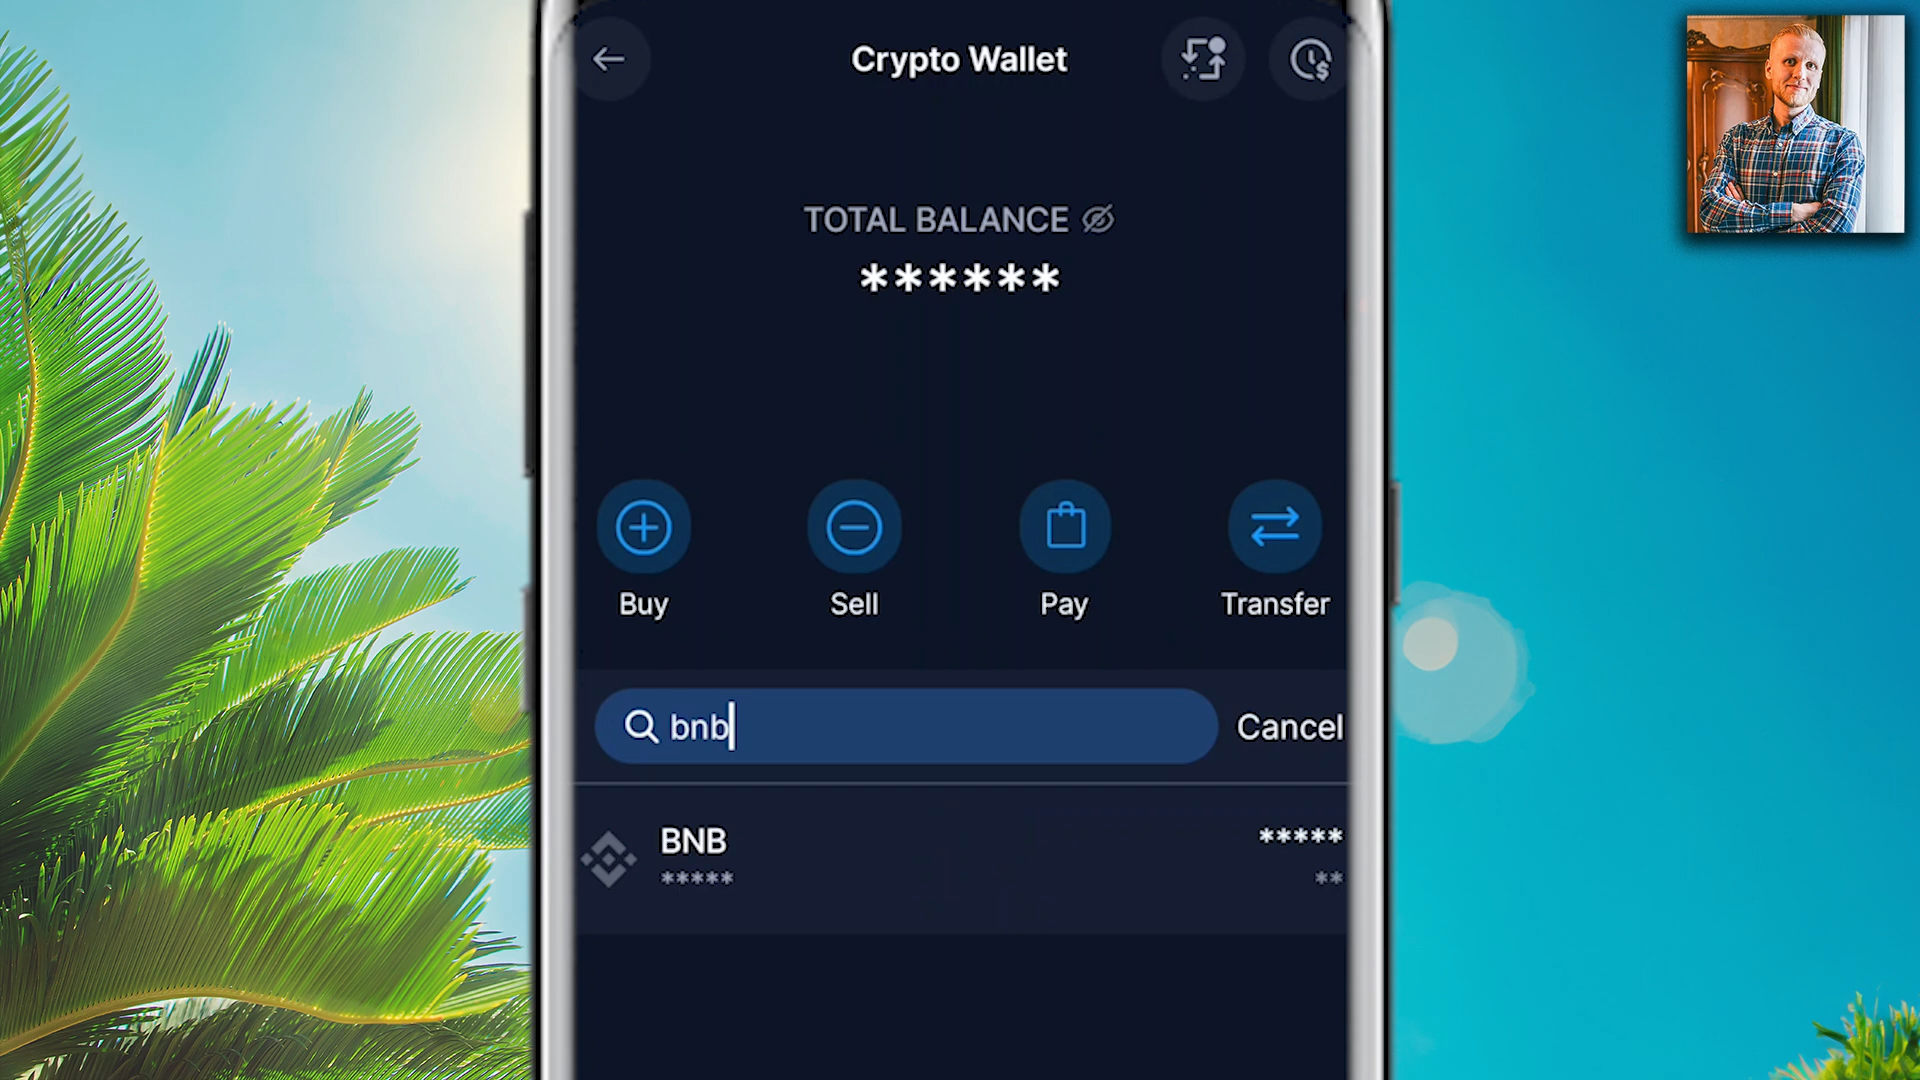 Crypto Wallet
TOTAL BALANCE
******
Buy
Sell
Pay
Transfer
bnb
Cancel
BNB
*****
*****
**